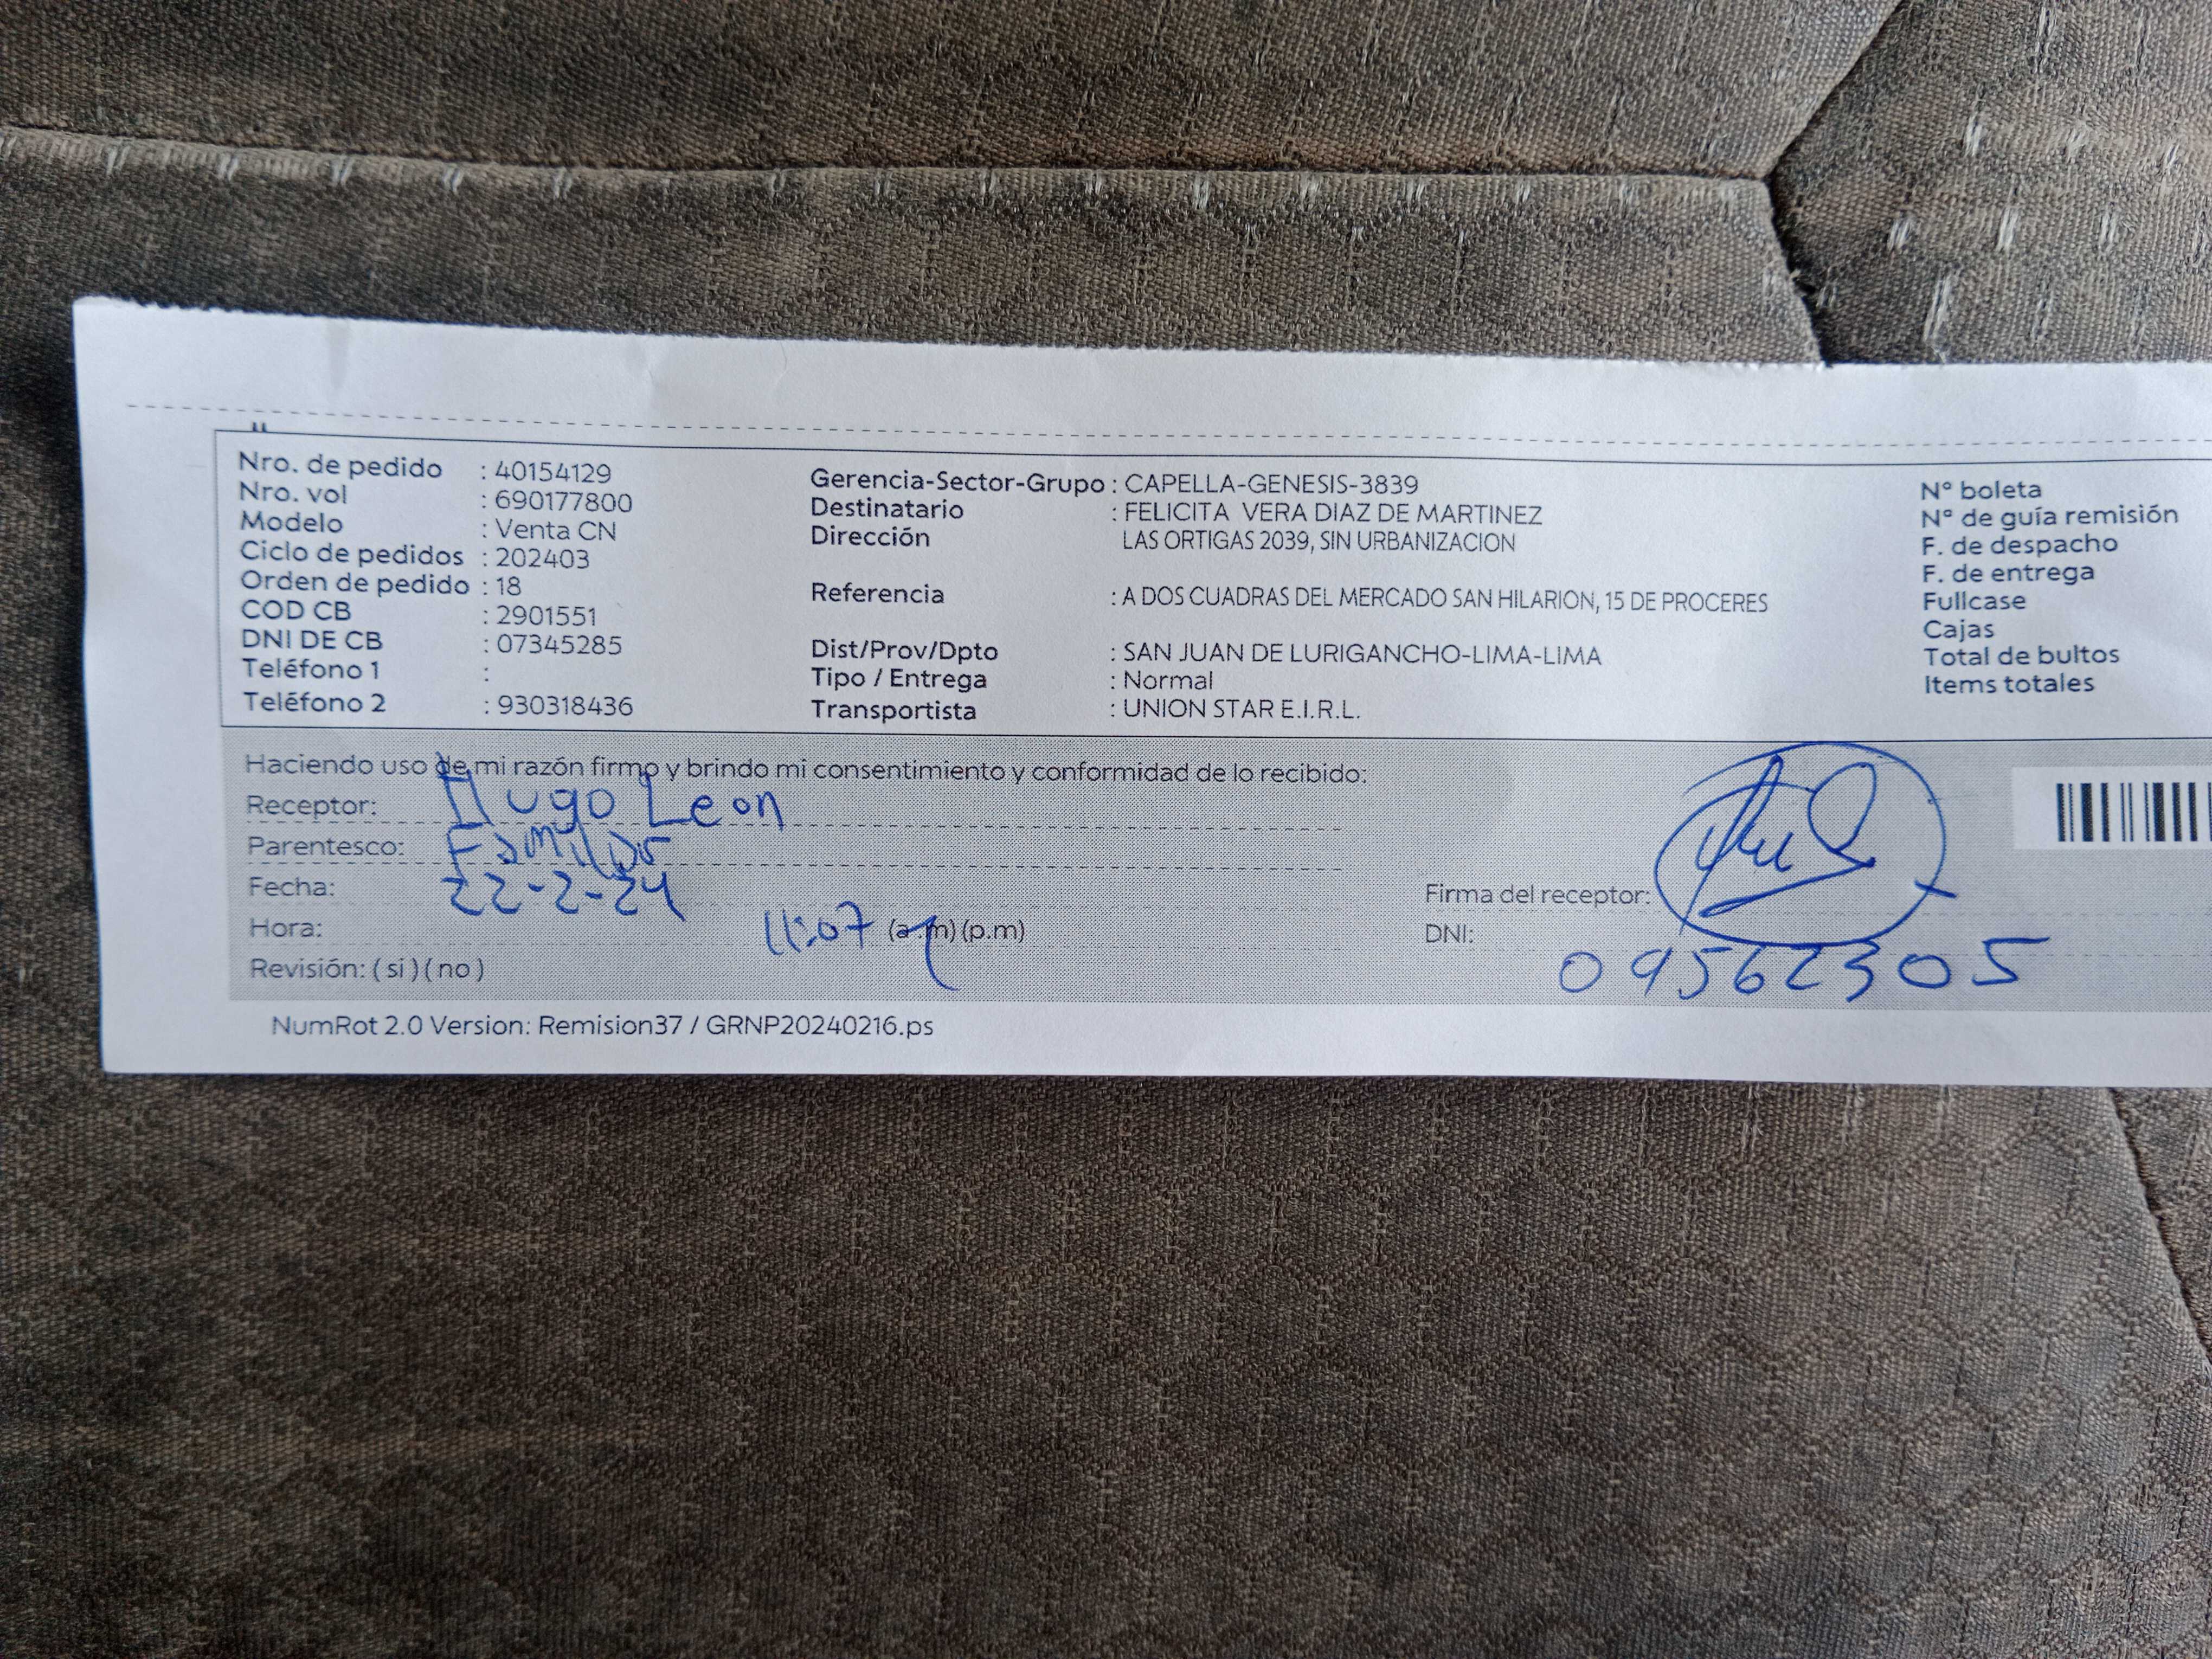 Nro. de pedido : 40154129
Nro. vol : 690177800
Modelo : Venta CN
Ciclo de pedidos : 202403
Orden de pedido : 18
COD CB : 2901551
DNI DE CB : 07345285
Teléfono 1 :
Teléfono 2 : 930318436
Gerencia-Sector-Grupo : CAPELLA-GENESIS-3839
Destinatario : FELICITA VERA DIAZ DE MARTINEZ
Dirección LAS ORTIGAS 2039, SIN URBANIZACION
Referencia : A DOS CUADRAS DEL MERCADO SAN HILARION, 15 DE PROCERES
Dist/Prov/Dpto : SAN JUAN DE LURIGANCHO-LIMA-LIMA
Tipo / Entrega : Normal
Transportista : UNION STAR E.I.R.L.
N° boleta
N° de guía remisión
F. de despacho
F. de entrega
Fullcase
Cajas
Total de bultos
Items totales
Haciendo uso de mi razón firmo y brindo mi consentimiento y conformidad de lo recibido:
Receptor: Hugo Leon
Parentesco: Familiar
Fecha: 22-2-24
Hora: 11:07 (a.m)(p.m)
Revisión: (si)(no)
Firma del receptor:
DNI: 09562305
NumRot 2.0 Version: Remision37 / GRNP20240216.ps